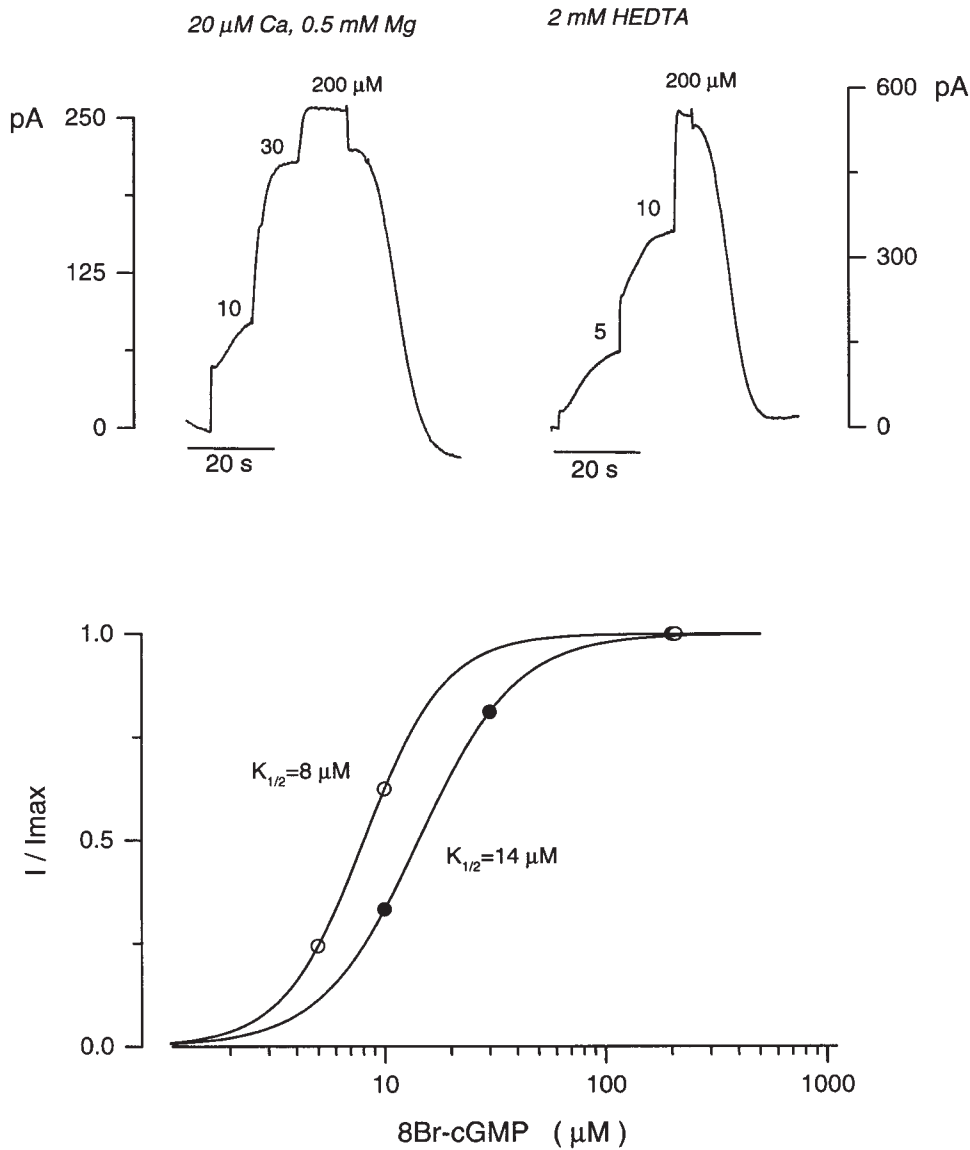 20 μM Ca, 0.5 mM Mg
2 mM HEDTA
pA
250
125
0
200 μM
30
10
20 s
200 μM
10
5
20 s
600
pA
300
0
1.0
0.5
0.0
I / Imax
K1/2=8 μM
K1/2=14 μM
10
100
1000
8Br-cGMP ( μM )